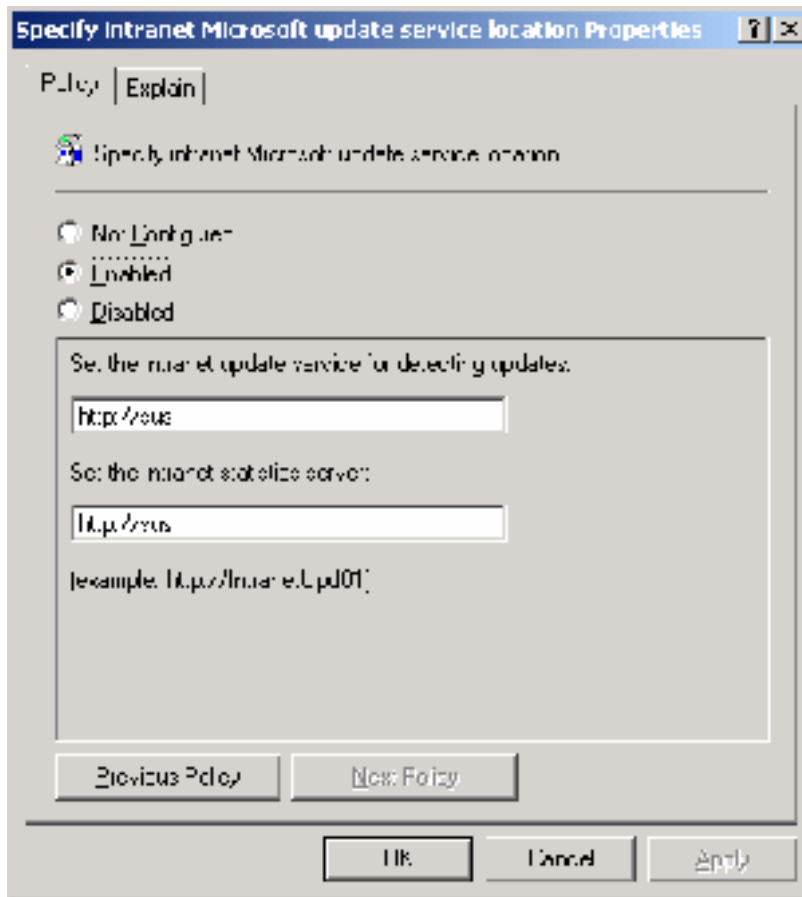 Specify Intranet Microsoft update service location Properties
Policy
Explain
Specify intranet Microsoft update service location
Not Configured
Enabled
Disabled
Set the intranet update service for detecting updates:
http://sus
Set the intranet statistics server:
http://sus
(example: http://IntranetUpd01)
Previous Policy
Next Policy
OK
Cancel
Apply